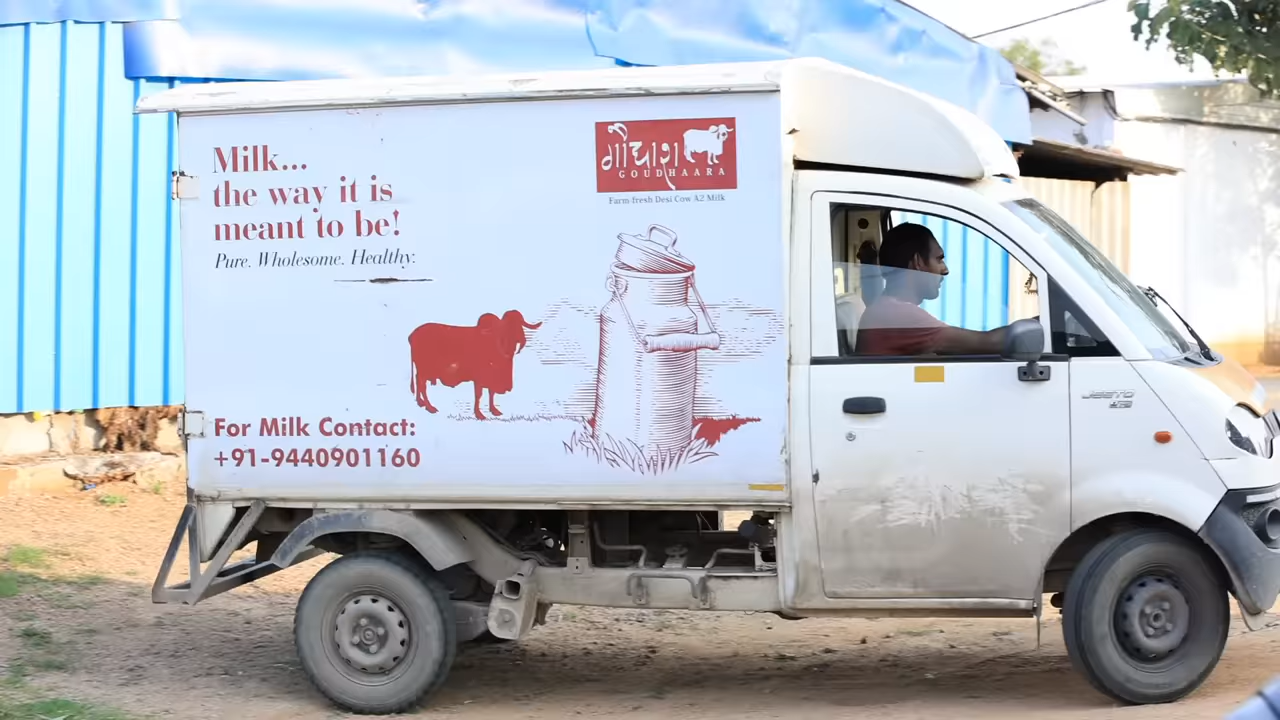 Milk...
the way it is
meant to be!
Pure. Wholesome. Healthy.
गौधारा
GOUDHAARA
Farm-fresh Desi Cow A2 Milk
For Milk Contact:
+91-9440901160
JEETO